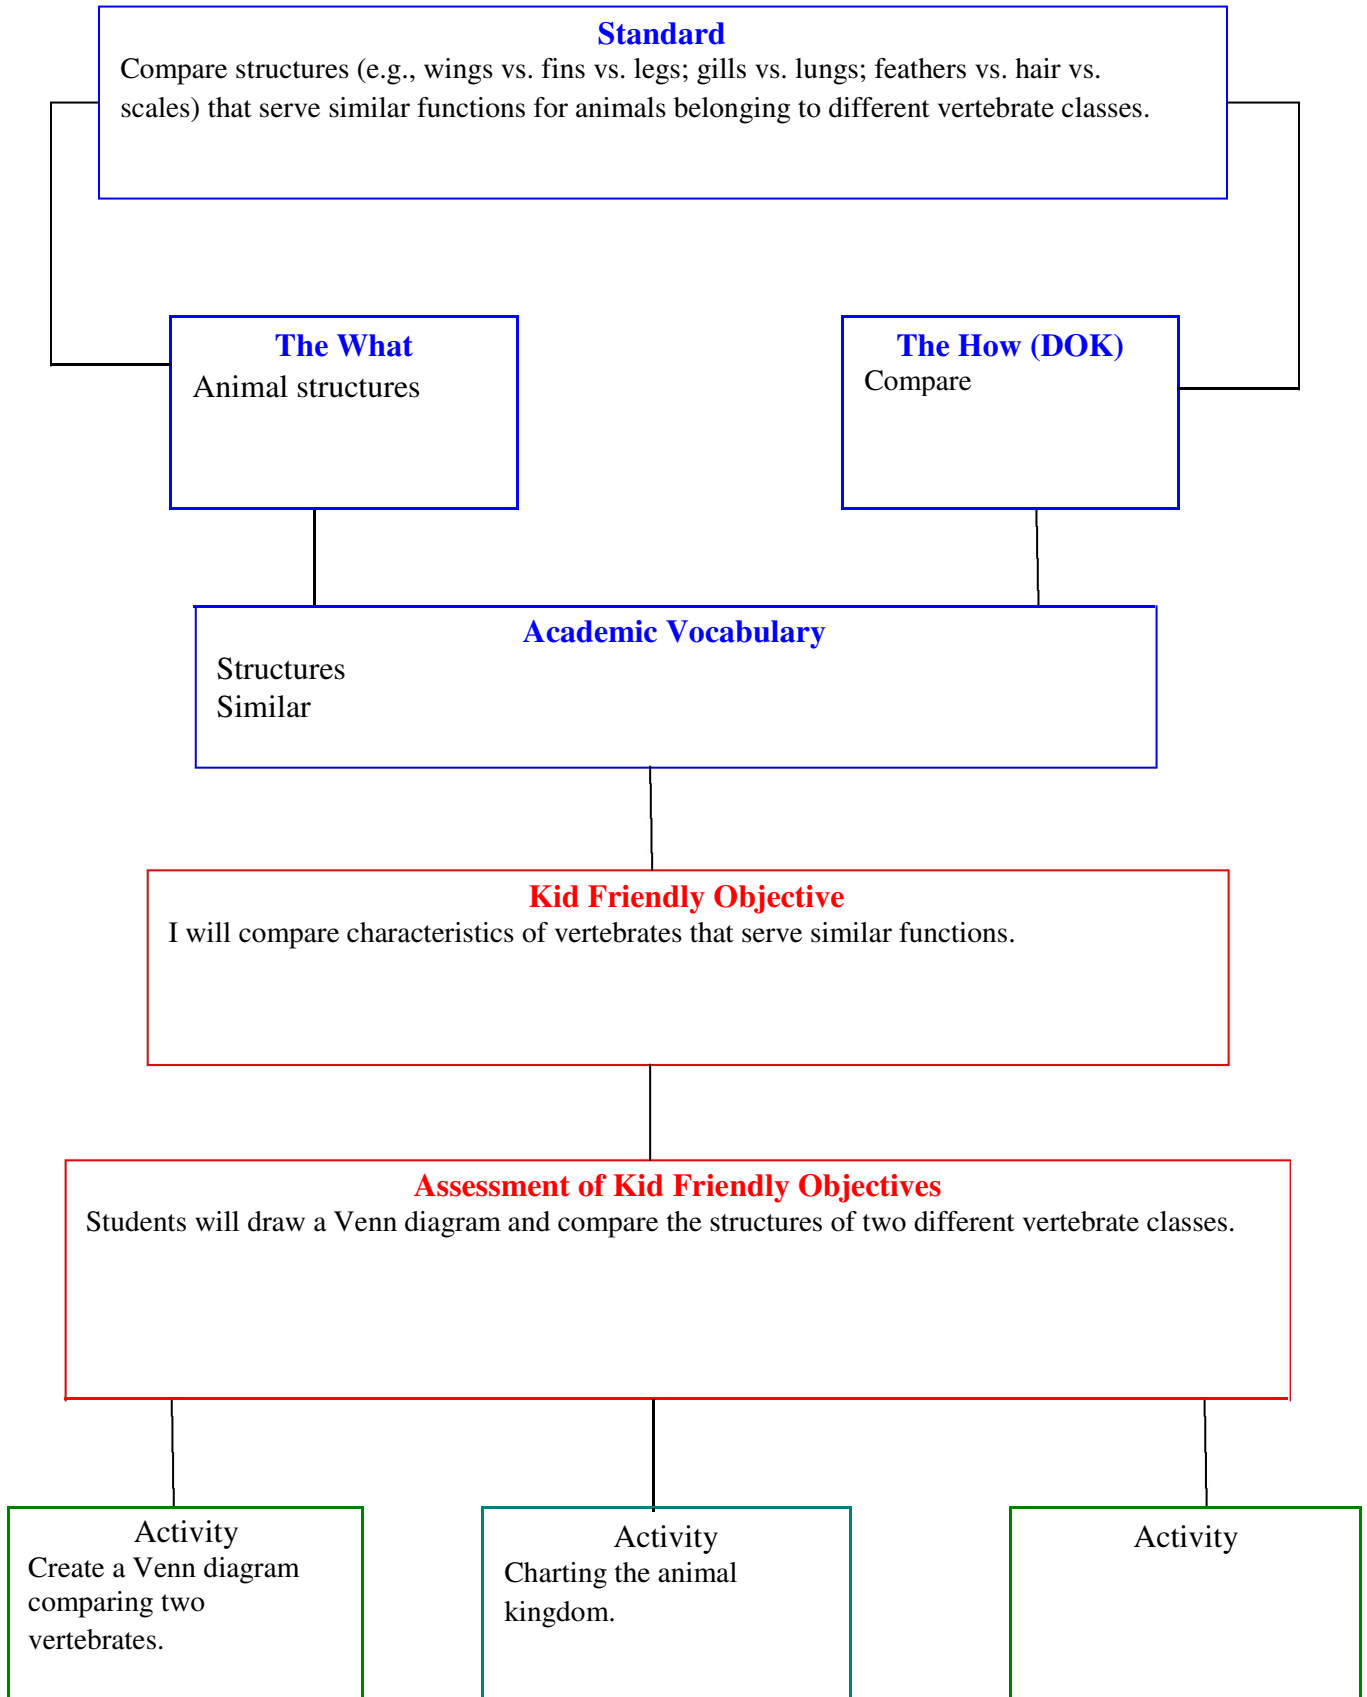 Standard
Compare structures (e.g., wings vs. fins vs. legs; gills vs. lungs; feathers vs. hair vs.
scales) that serve similar functions for animals belonging to different vertebrate classes.
The What
Animal structures
The How (DOK)
Compare
Academic Vocabulary
Structures
Similar
Kid Friendly Objective
I will compare characteristics of vertebrates that serve similar functions.
Assessment of Kid Friendly Objectives
Students will draw a Venn diagram and compare the structures of two different vertebrate classes.
Activity
Create a Venn diagram
comparing two
vertebrates.
Activity
Charting the animal
kingdom.
Activity